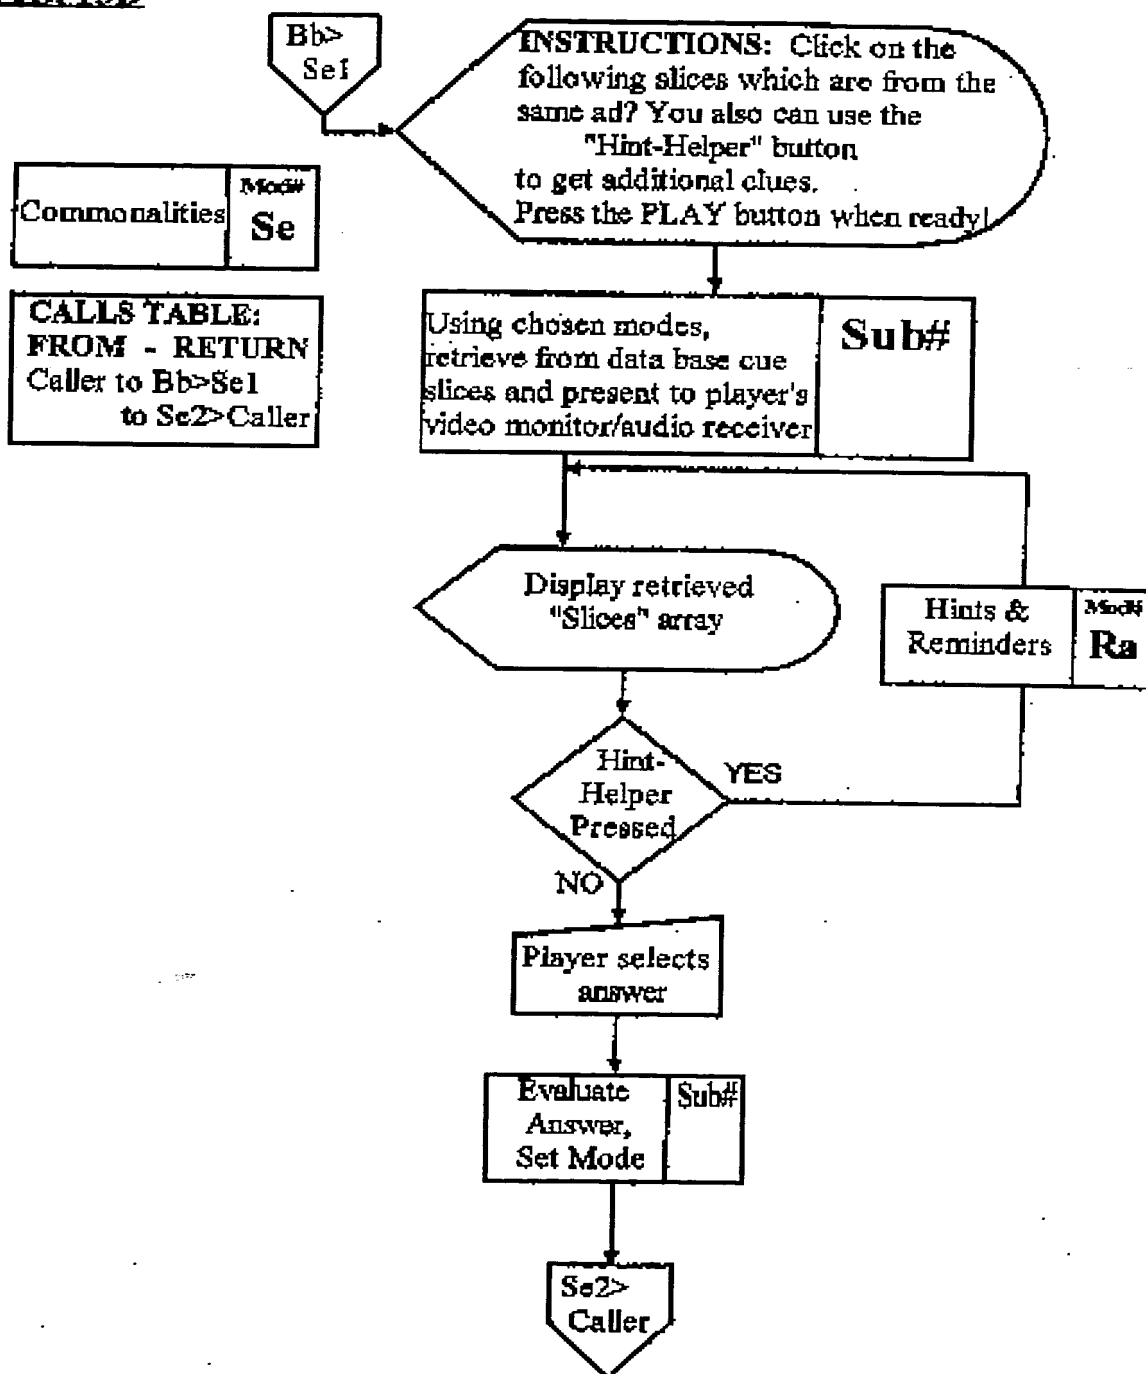 Bb>
Se1
INSTRUCTIONS: Click on the
following slices which are from the
same ad? You also can use the
"Hint-Helper" button
to get additional clues.
Press the PLAY button when ready!
Commonalities
Mod#
Se
CALLS TABLE:
FROM - RETURN
Caller to Bb>Se1
to Se2>Caller
Using chosen modes,
retrieve from data base cue
slices and present to player's
video monitor/audio receiver
Sub#
Display retrieved
"Slices" array
Hints &
Reminders
Mod#
Ra
Hint-
Helper
Pressed
YES
NO
Player selects
answer
Evaluate
Answer,
Set Mode
Sub#
Se2>
Caller